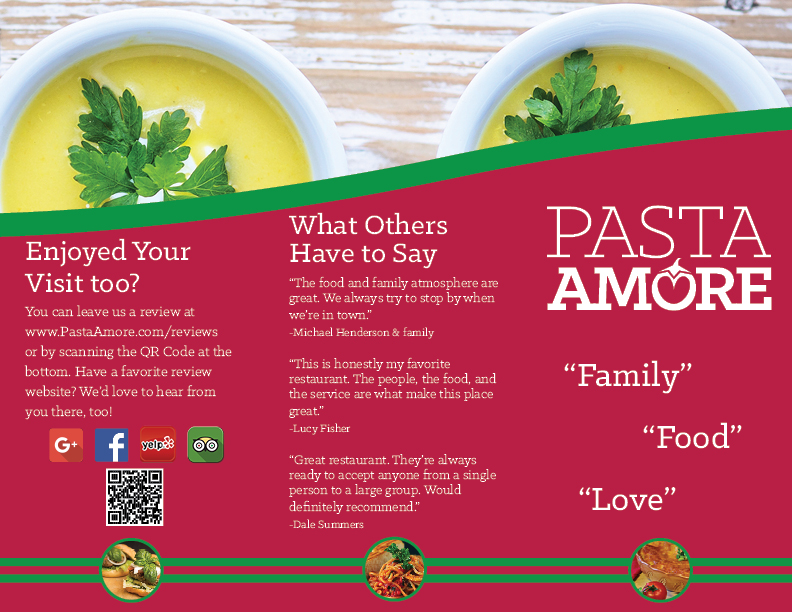 Enjoyed Your
Visit too?
You can leave us a review at
www.PastaAmore.com/reviews
or by scanning the QR Code at the
bottom. Have a favorite review
website? We'd love to hear from
you there, too!
G+
f
yelp
What Others
Have to Say
“The food and family atmosphere are
great. We always try to stop by when
we're in town.”
-Michael Henderson & family
“This is honestly my favorite
restaurant. The people, the food, and
the service are what make this place
great.”
-Lucy Fisher
“Great restaurant. They're always
ready to accept anyone from a single
person to a large group. Would
definitely recommend.”
-Dale Summers
PASTA
AMORE
“Family”
“Food”
“Love”